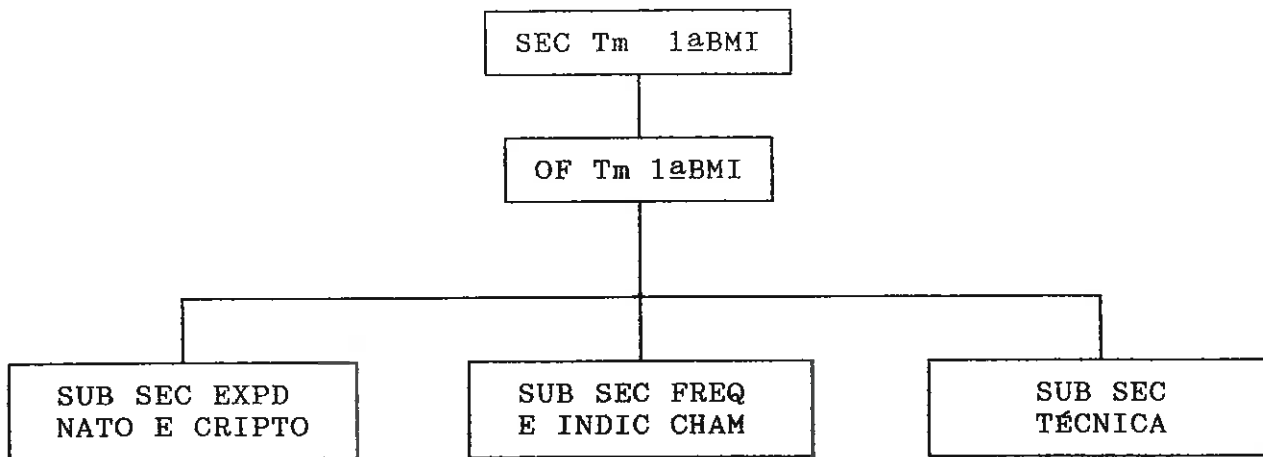 SEC Tm 1ªBMI
OF Tm 1ªBMI
SUB SEC EXPD
NATO E CRIPTO
SUB SEC FREQ
E INDIC CHAM
SUB SEC
TÉCNICA